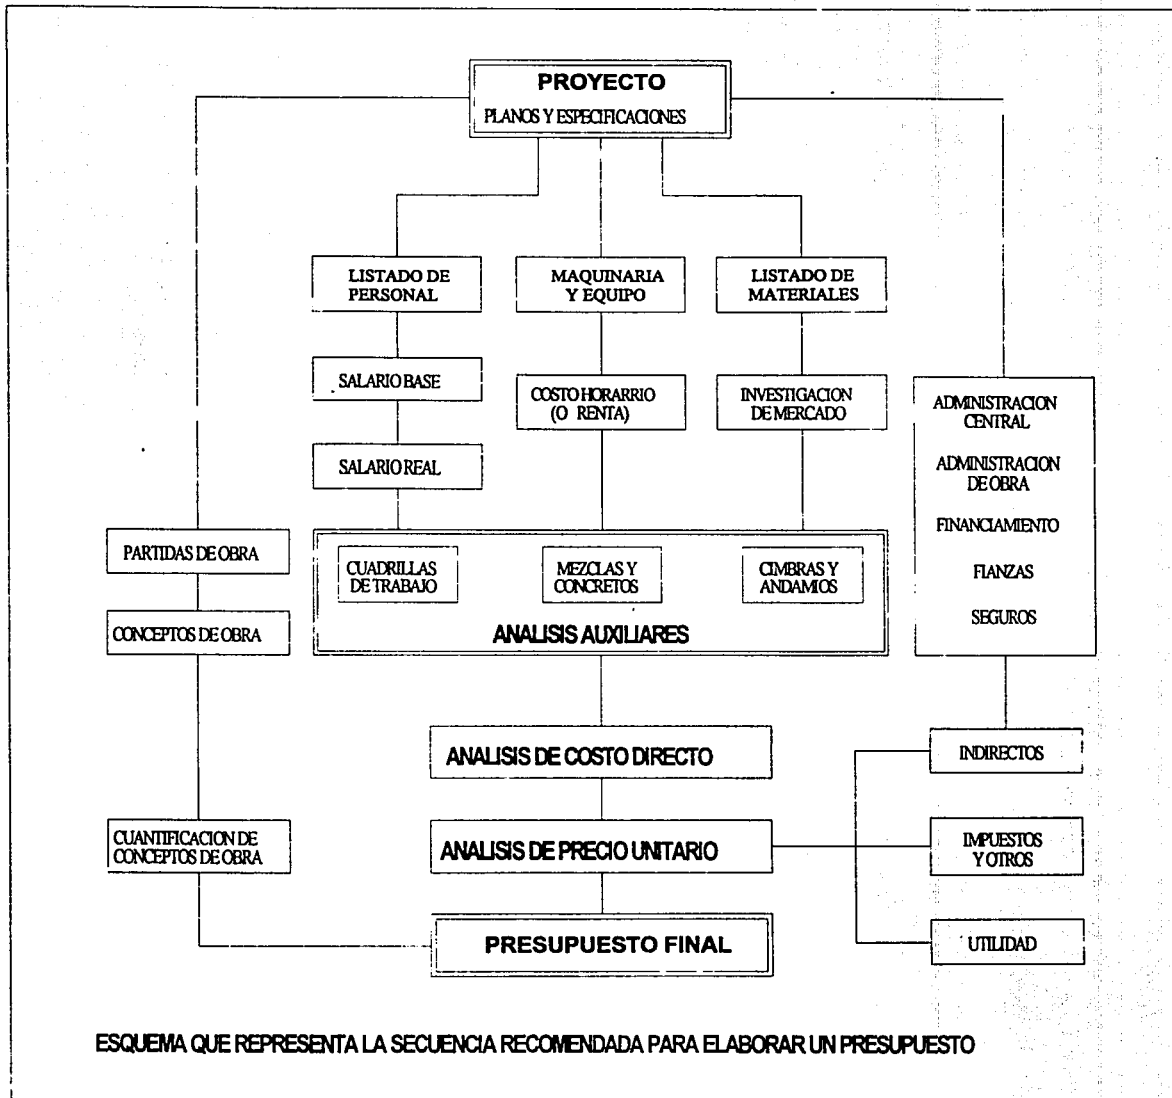 PROYECTO
PLANOS Y ESPECIFICACIONES
LISTADO DE
PERSONAL
MAQUINARIA
Y EQUIPO
LISTADO DE
MATERIALES
SALARIO BASE
COSTO HORARRIO
(O RENTA)
INVESTIGACION
DE MERCADO
SALARIO REAL
ADMINISTRACION
CENTRAL
ADMINISTRACION
DE OBRA
FINANCIAMIENTO
FIANZAS
SEGUROS
PARTIDAS DE OBRA
CONCEPTOS DE OBRA
CUADRILLAS
DE TRABAJO
MEZCLAS Y
CONCRETOS
CIMBRAS Y
ANDAMIOS
ANALISIS AUXILIARES
ANALISIS DE COSTO DIRECTO
INDIRECTOS
CUANTIFICACION DE
CONCEPTOS DE OBRA
ANALISIS DE PRECIO UNITARIO
IMPUESTOS
Y OTROS
PRESUPUESTO FINAL
UTILIDAD
ESQUEMA QUE REPRESENTA LA SECUENCIA RECOMENDADA PARA ELABORAR UN PRESUPUESTO